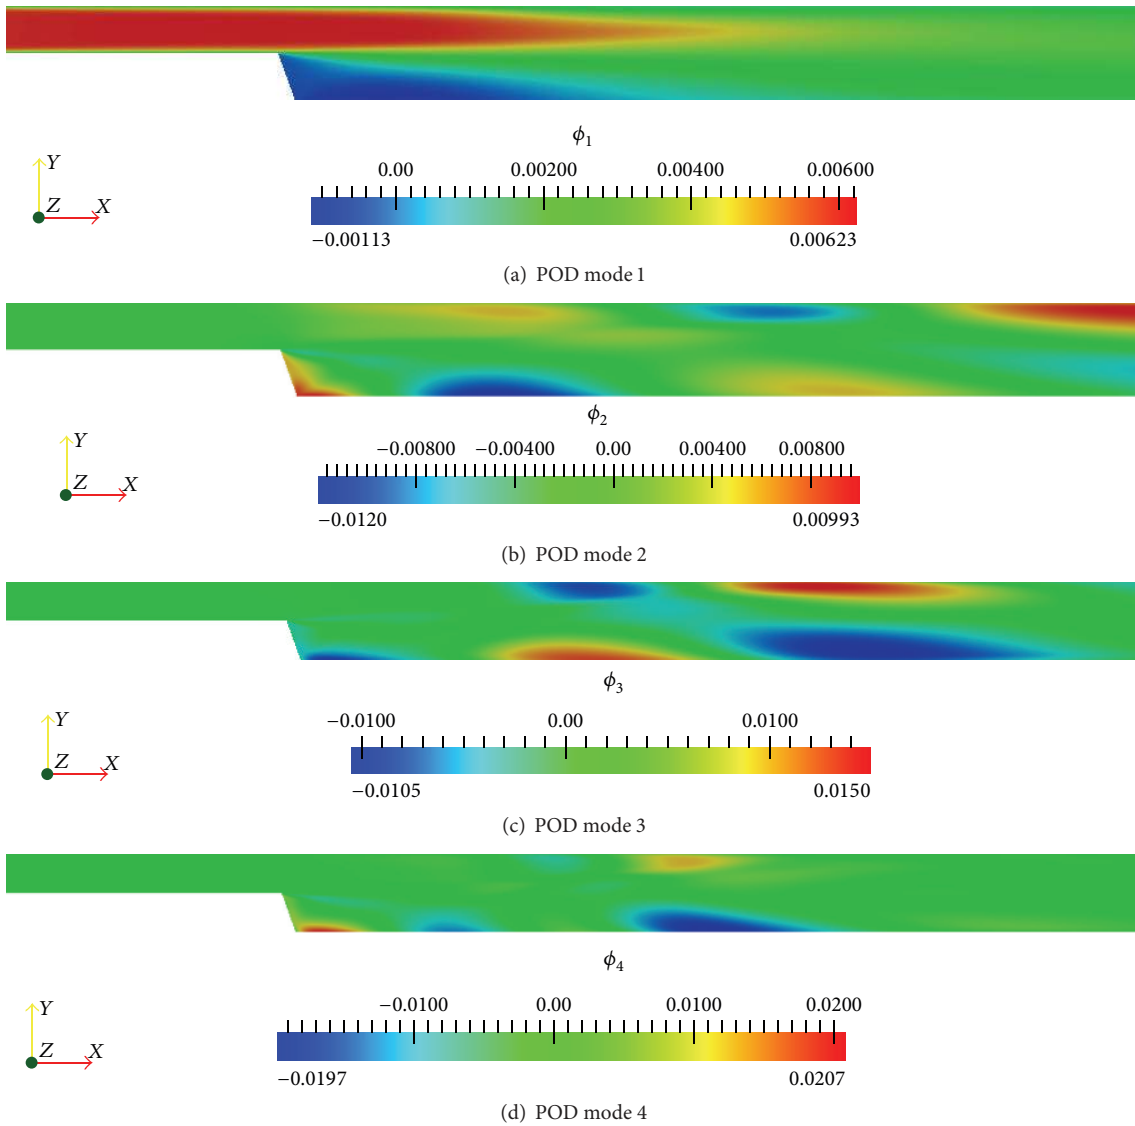 ϕ1
0.00 0.00200 0.00400 0.00600
Y
Z X
−0.00113 0.00623
(a) POD mode 1
ϕ2
−0.00800 −0.00400 0.00 0.00400 0.00800
Y
Z X
−0.0120 0.00993
(b) POD mode 2
ϕ3
−0.0100 0.00 0.0100
Y
Z X
−0.0105 0.0150
(c) POD mode 3
ϕ4
−0.0100 0.00 0.0100 0.0200
Y
Z X
−0.0197 0.0207
(d) POD mode 4